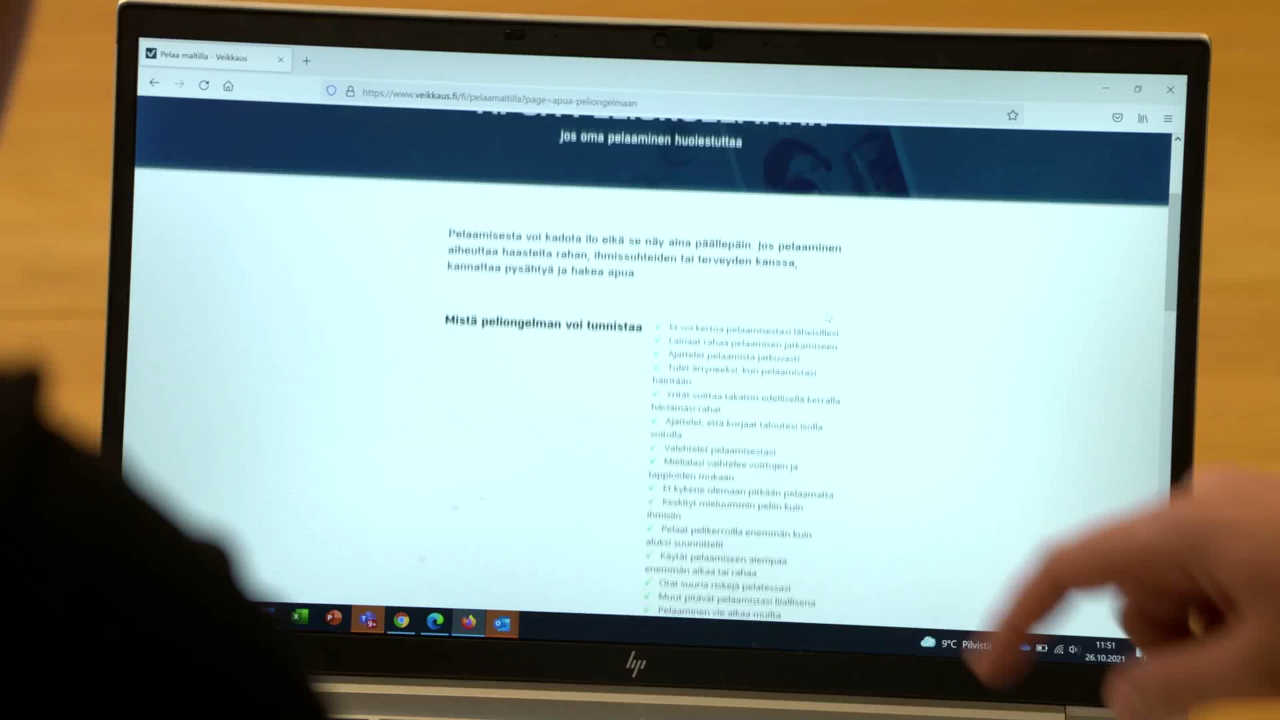 Pelaa maltilla - Veikkaus
https://www.veikkaus.fi/fi/pelaamaltilla?page=apua-peliongelmaan
Jos oma pelaaminen huolestuttaa
Pelaamisesta voi kadota ilo eikä se näy aina päällepäin. Jos pelaaminen
aiheuttaa haasteita rahan, ihmissuhteiden tai terveyden kanssa,
kannattaa pysähtyä ja hakea apua
Mistä peliongelman voi tunnistaa
Et voi kertoa pelaamisestasi läheisillesi
Lainaat rahaa pelaamisen jatkamiseen
Ajattelet pelaamista jatkuvasti
Tulet ärtyneeksi, kun pelaamistasi
häiritään
Yrität voittaa takaisin edellisellä kerralla
häviämäsi rahat
Ajattelet, että korjaat taloutesi isolla
voitolla
Valehtelet pelaamisestasi
Mielialasi vaihtelee voittojen ja
tappioiden mukaan
Et kykene olemaan pitkään pelaamatta
Keskityt mieluummin peliin kuin
ihmisiin
Pelaat pelikerroilla enemmän kuin
aluksi suunnittelit
Käytät pelaamiseen aiempaa
enemmän aikaa tai rahaa
Otat suuria riskejä pelatessasi
Muut pitävät pelaamistasi liiallisena
Pelaaminen vie aikaa muilta
9°C Pilvistä
11:51
26.10.2021
hp